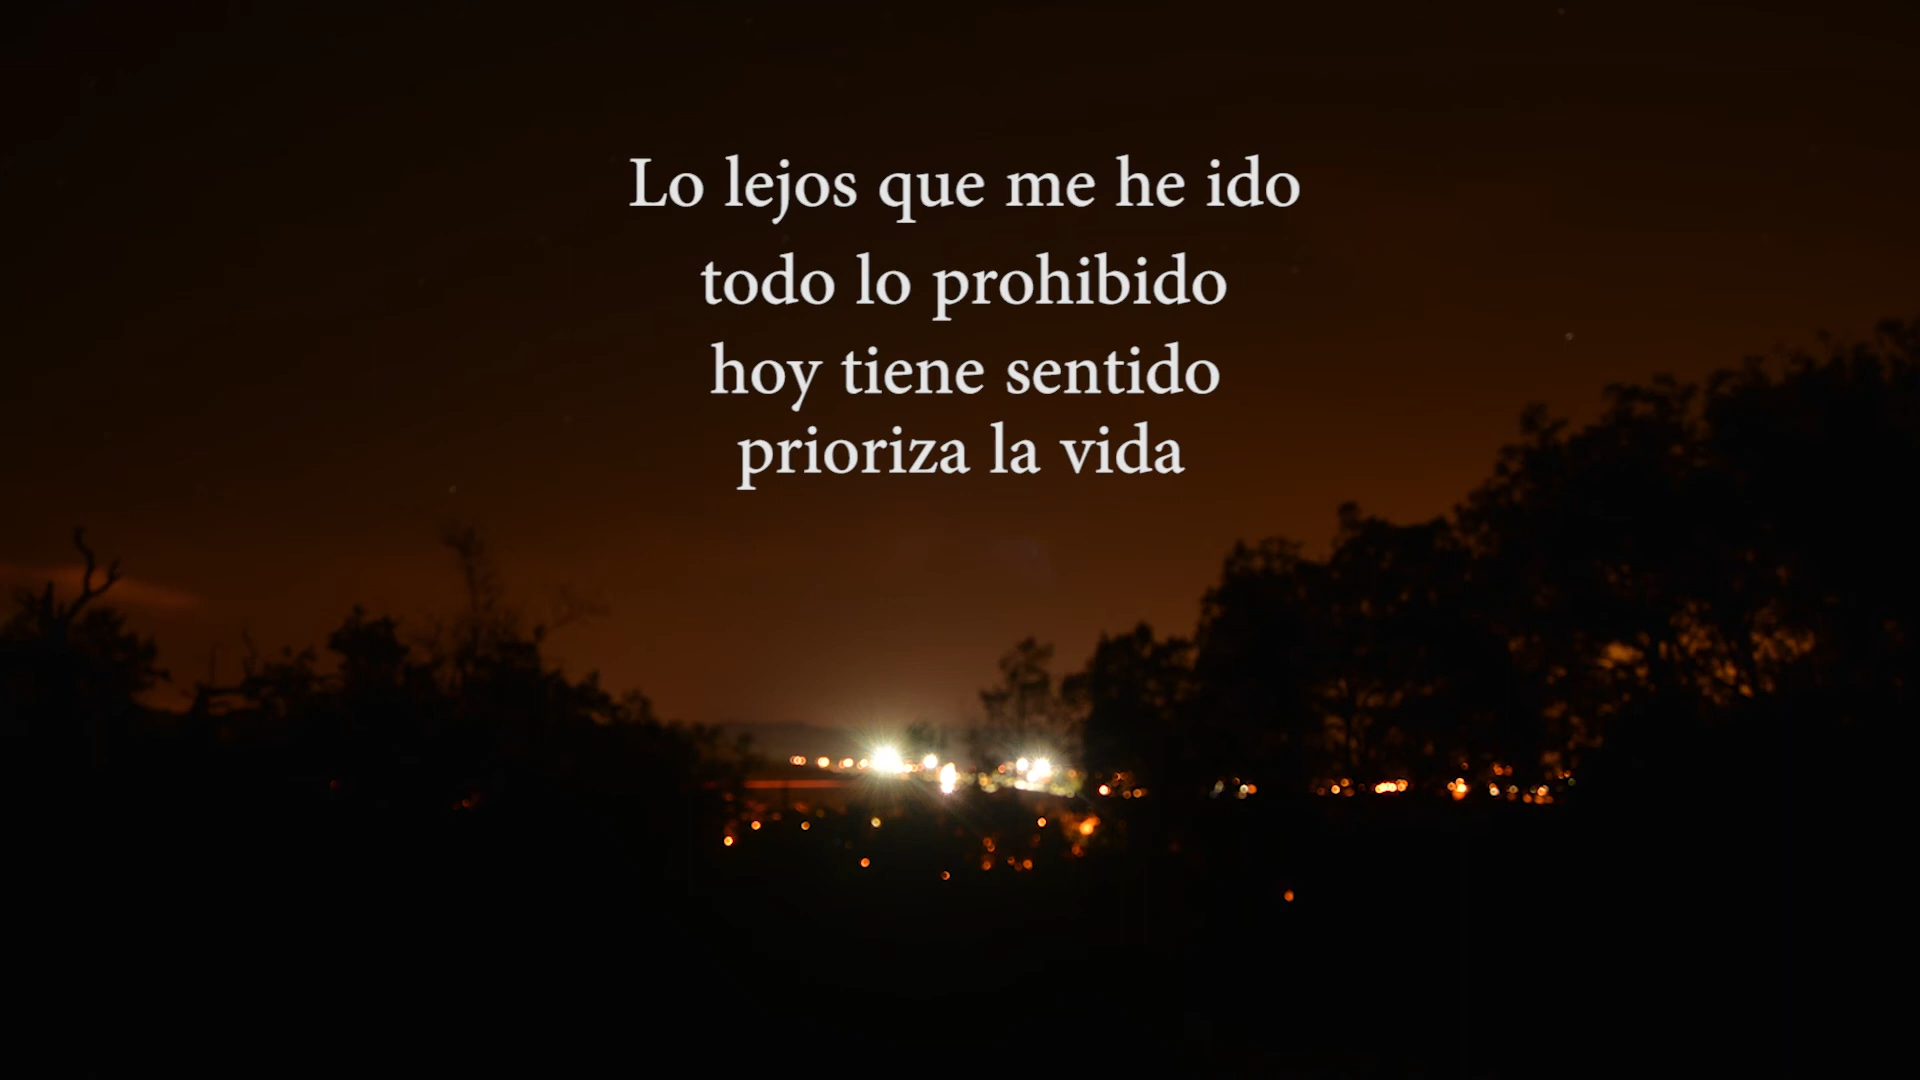 Lo lejos que me he ido
todo lo prohibido
hoy tiene sentido
prioriza la vida